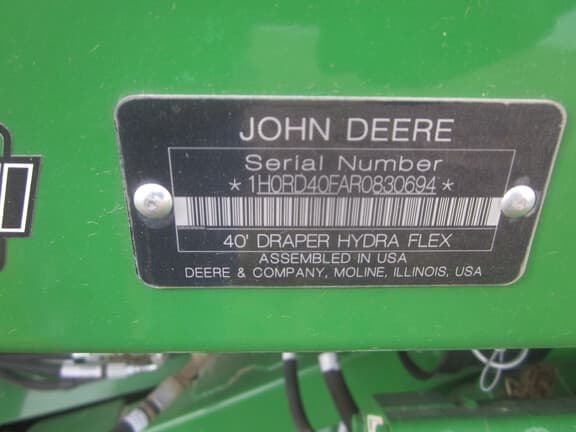 JOHN DEERE
Serial Number
*1H0RD40FAR0830694*
40' DRAPER HYDRA FLEX
ASSEMBLED IN USA
DEERE & COMPANY, MOLINE, ILLINOIS, USA